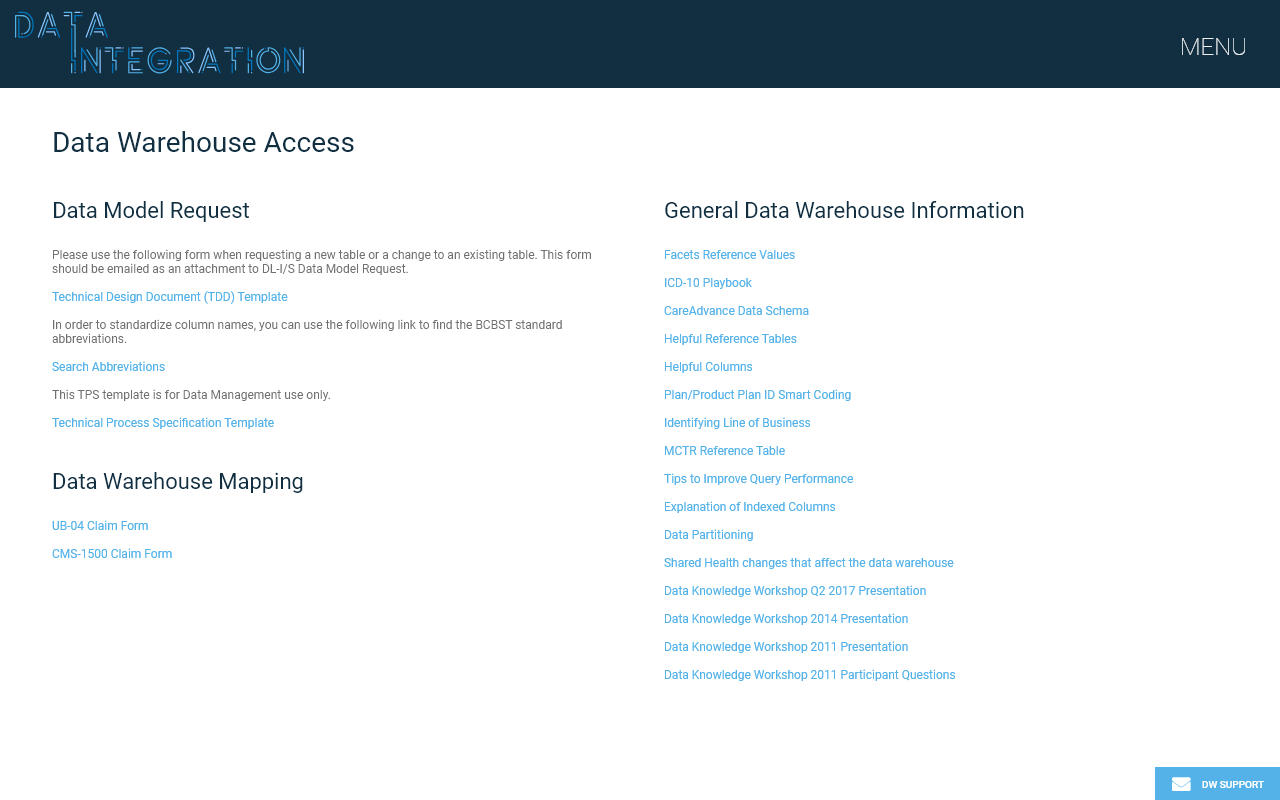 DATA
INTEGRATION
MENU
Data Warehouse Access
Data Model Request
Please use the following form when requesting a new table or a change to an existing table. This form
should be emailed as an attachment to DL-I/S Data Model Request.
Technical Design Document (TDD) Template
In order to standardize column names, you can use the following link to find the BCBST standard
abbreviations.
Search Abbreviations
This TPS template is for Data Management use only.
Technical Process Specification Template
Data Warehouse Mapping
UB-04 Claim Form
CMS-1500 Claim Form
General Data Warehouse Information
Facets Reference Values
ICD-10 Playbook
CareAdvance Data Schema
Helpful Reference Tables
Helpful Columns
Plan/Product Plan ID Smart Coding
Identifying Line of Business
MCTR Reference Table
Tips to Improve Query Performance
Explanation of Indexed Columns
Data Partitioning
Shared Health changes that affect the data warehouse
Data Knowledge Workshop Q2 2017 Presentation
Data Knowledge Workshop 2014 Presentation
Data Knowledge Workshop 2011 Presentation
Data Knowledge Workshop 2011 Participant Questions
DW SUPPORT